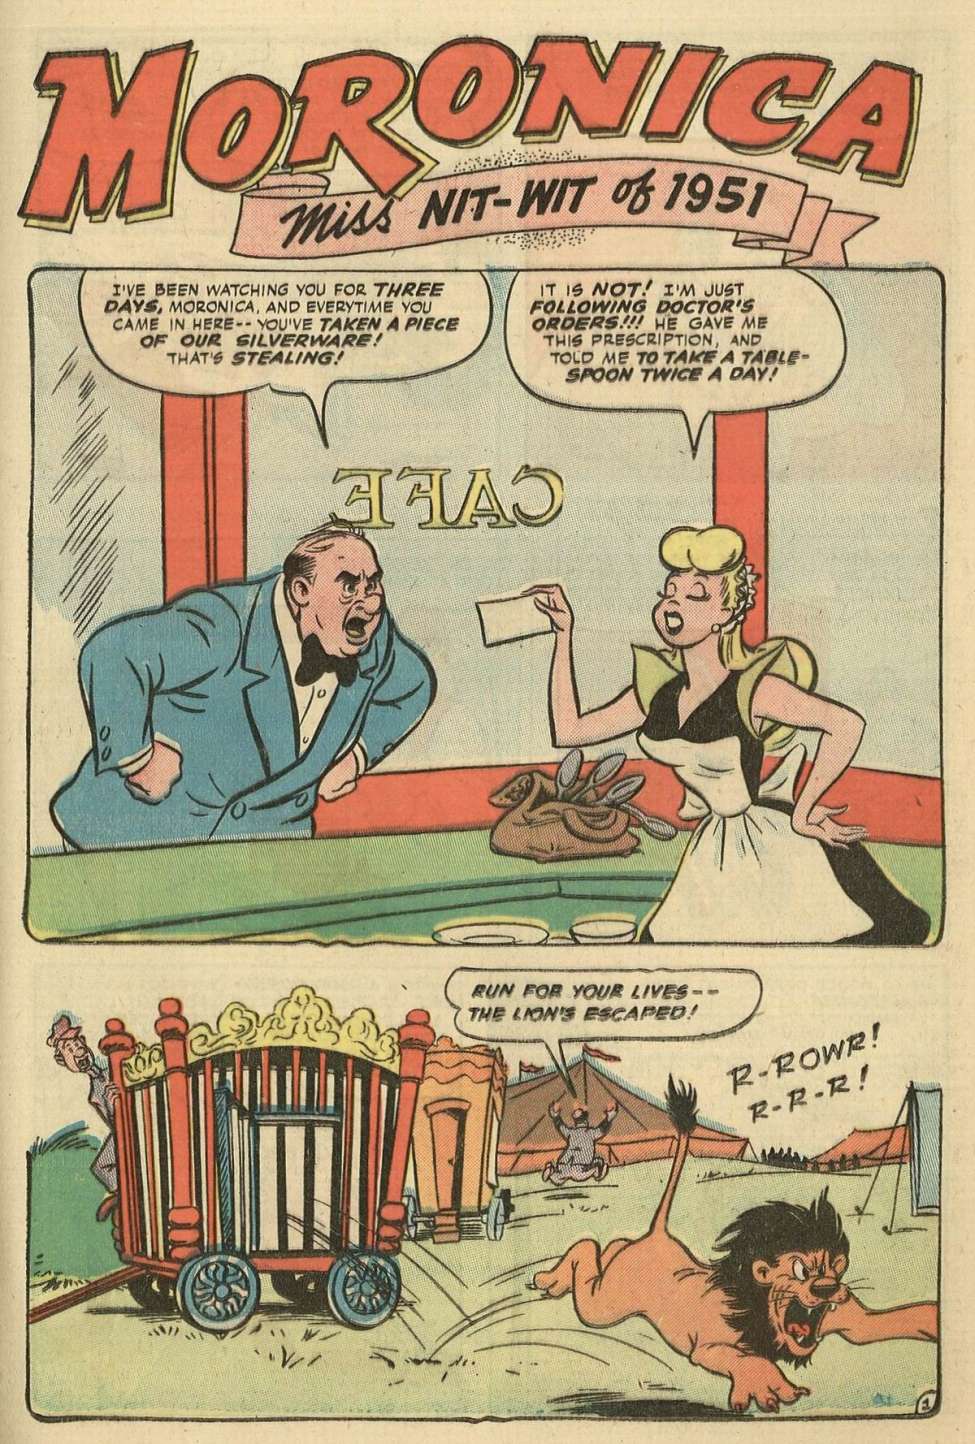 MORONICA
Miss NIT-WIT of 1951
I'VE BEEN WATCHING YOU FOR THREE
DAYS, MORONICA, AND EVERYTIME YOU
CAME IN HERE-- YOU'VE TAKEN A PIECE
OF OUR SILVERWARE!
THAT'S STEALING!
IT IS NOT! I'M JUST
FOLLOWING DOCTOR'S
ORDERS!!! HE GAVE ME
THIS PRESCRIPTION, AND
TOLD ME TO TAKE A TABLE-
SPOON TWICE A DAY!
CAFE
RUN FOR YOUR LIVES--
THE LION'S ESCAPED!
R-ROWR!
R-R-R!
1